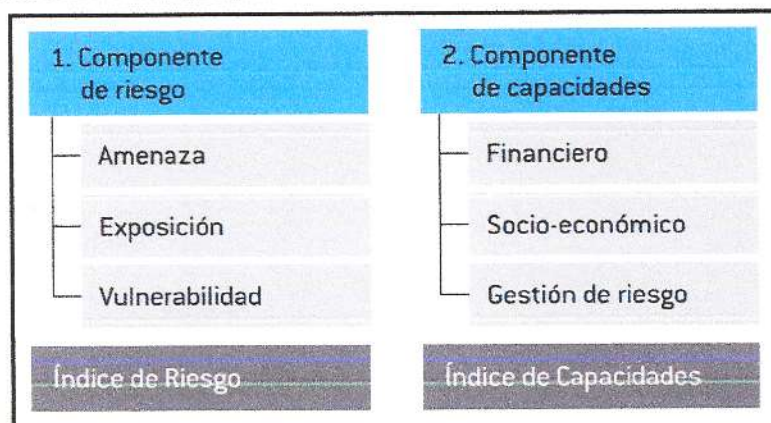 1. Componente
de riesgo
Amenaza
Exposición
Vulnerabilidad
Índice de Riesgo
2. Componente
de capacidades
Financiero
Socio-económico
Gestión de riesgo
Índice de Capacidades